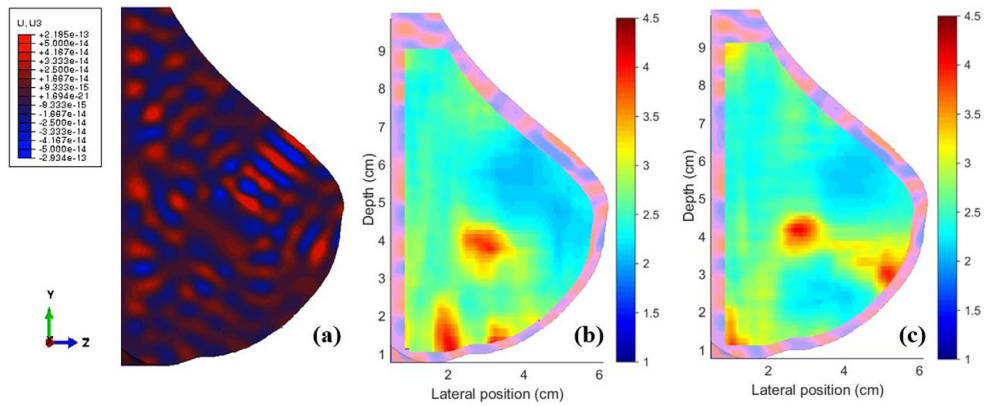 U, U3
+2.195e-13
+5.000e-14
+4.167e-14
+3.333e-14
+2.500e-14
+1.667e-14
+9.333e-15
+1.694e-21
-9.333e-15
-1.667e-14
-2.500e-14
-3.333e-14
-4.167e-14
-5.000e-14
-2.934e-13
Y
Z
(a)
9
8
7
6
5
4
3
2
1
Depth (cm)
2
4
6
Lateral position (cm)
(b)
4.5
4
3.5
3
2.5
2
1.5
1
9
8
7
6
5
4
3
2
1
Depth (cm)
2
4
6
Lateral position (cm)
(c)
4.5
4
3.5
3
2.5
2
1.5
1